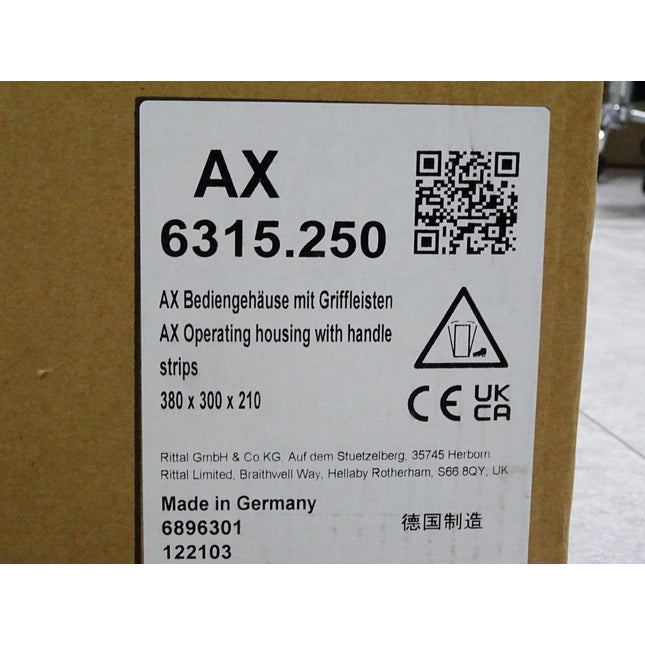 AX
6315.250
AX Bediengehäuse mit Griffleisten
AX Operating housing with handle
strips
380 x 300 x 210
CE UK
CA
Rittal GmbH & Co.KG, Auf dem Stuetzelberg, 35745 Herborn
Rittal Limited, Braithwell Way, Hellaby Rotherham, S66 8QY, UK
Made in Germany
6896301
德国制造
122103